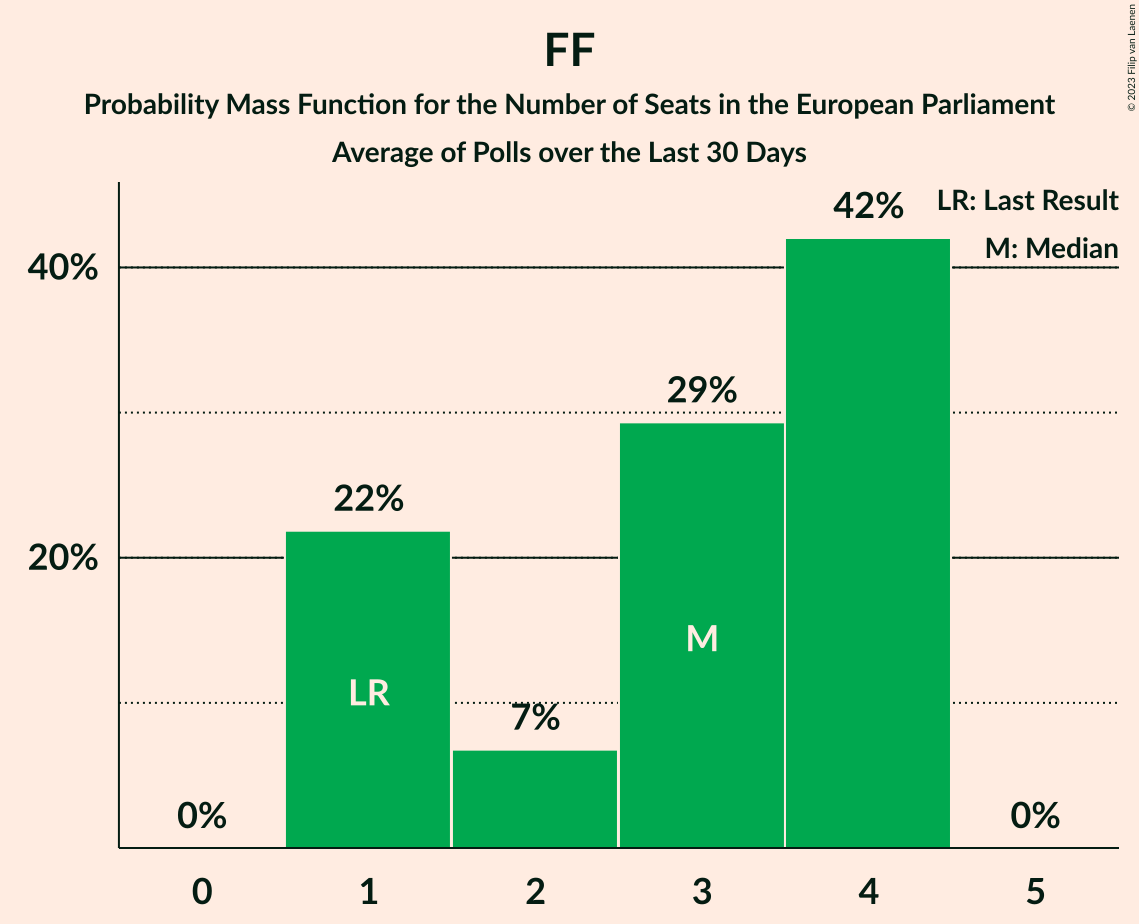 FF
Probability Mass Function for the Number of Seats in the European Parliament
Average of Polls over the Last 30 Days
© 2023 Filip van Laenen
LR: Last Result
M: Median
42%
40%
29%
22%
20%
M
LR
7%
0%
0%
0 1 2 3 4 5